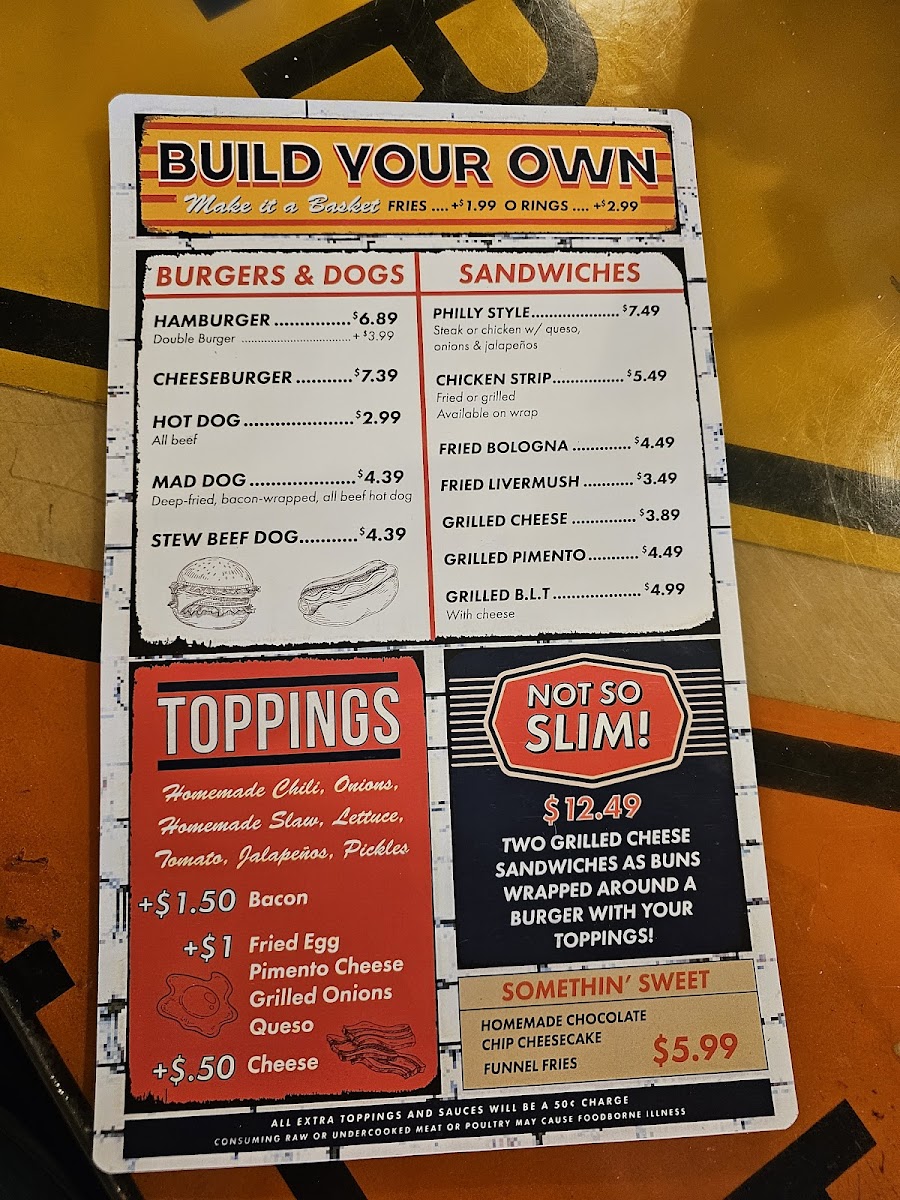 BUILD YOUR OWN
Make it a Basket FRIES .... +$1.99 O RINGS .... +$2.99
BURGERS & DOGS
HAMBURGER ............... $6.89
Double Burger ................................... +$3.99
CHEESEBURGER ........... $7.39
HOT DOG ...................... $2.99
All beef
MAD DOG ..................... $4.39
Deep-fried, bacon-wrapped, all beef hot dog
STEW BEEF DOG ........... $4.39
SANDWICHES
PHILLY STYLE ..................... $7.49
Steak or chicken w/ queso,
onions & jalapeños
CHICKEN STRIP ................. $5.49
Fried or grilled
Available on wrap
FRIED BOLOGNA .............. $4.49
FRIED LIVERMUSH ............ $3.49
GRILLED CHEESE ............... $3.89
GRILLED PIMENTO ............ $4.49
GRILLED B.L.T ..................... $4.99
With cheese
TOPPINGS
Homemade Chili, Onions,
Homemade Slaw, Lettuce,
Tomato, Jalapeños, Pickles
+$1.50 Bacon
+$1 Fried Egg
Pimento Cheese
Grilled Onions
Queso
+$.50 Cheese
NOT SO
SLIM!
$12.49
TWO GRILLED CHEESE
SANDWICHES AS BUNS
WRAPPED AROUND A
BURGER WITH YOUR
TOPPINGS!
SOMETHIN' SWEET
HOMEMADE CHOCOLATE
CHIP CHEESECAKE
FUNNEL FRIES
$5.99
ALL EXTRA TOPPINGS AND SAUCES WILL BE A 50¢ CHARGE
CONSUMING RAW OR UNDERCOOKED MEAT OR POULTRY MAY CAUSE FOODBORNE ILLNESS